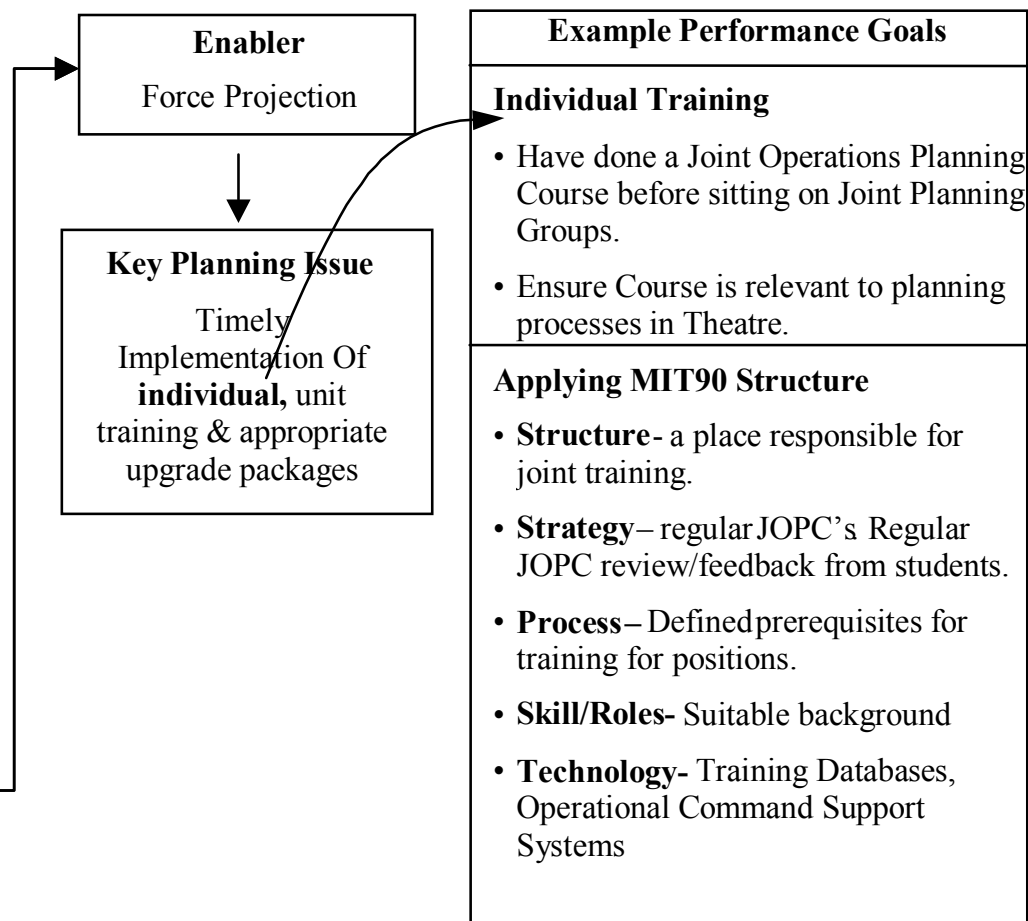 Enabler
Force Projection
Key Planning Issue
Timely
Implementation Of
individual, unit
training & appropriate
upgrade packages
Example Performance Goals
Individual Training
• Have done a Joint Operations Planning
Course before sitting on Joint Planning
Groups.
• Ensure Course is relevant to planning
processes in Theatre.
Applying MIT90 Structure
• Structure- a place responsible for
joint training.
• Strategy– regular JOPC’s. Regular
JOPC review/feedback from students.
• Process– Defined prerequisites for
training for positions.
• Skill/Roles- Suitable background
• Technology- Training Databases,
Operational Command Support
Systems